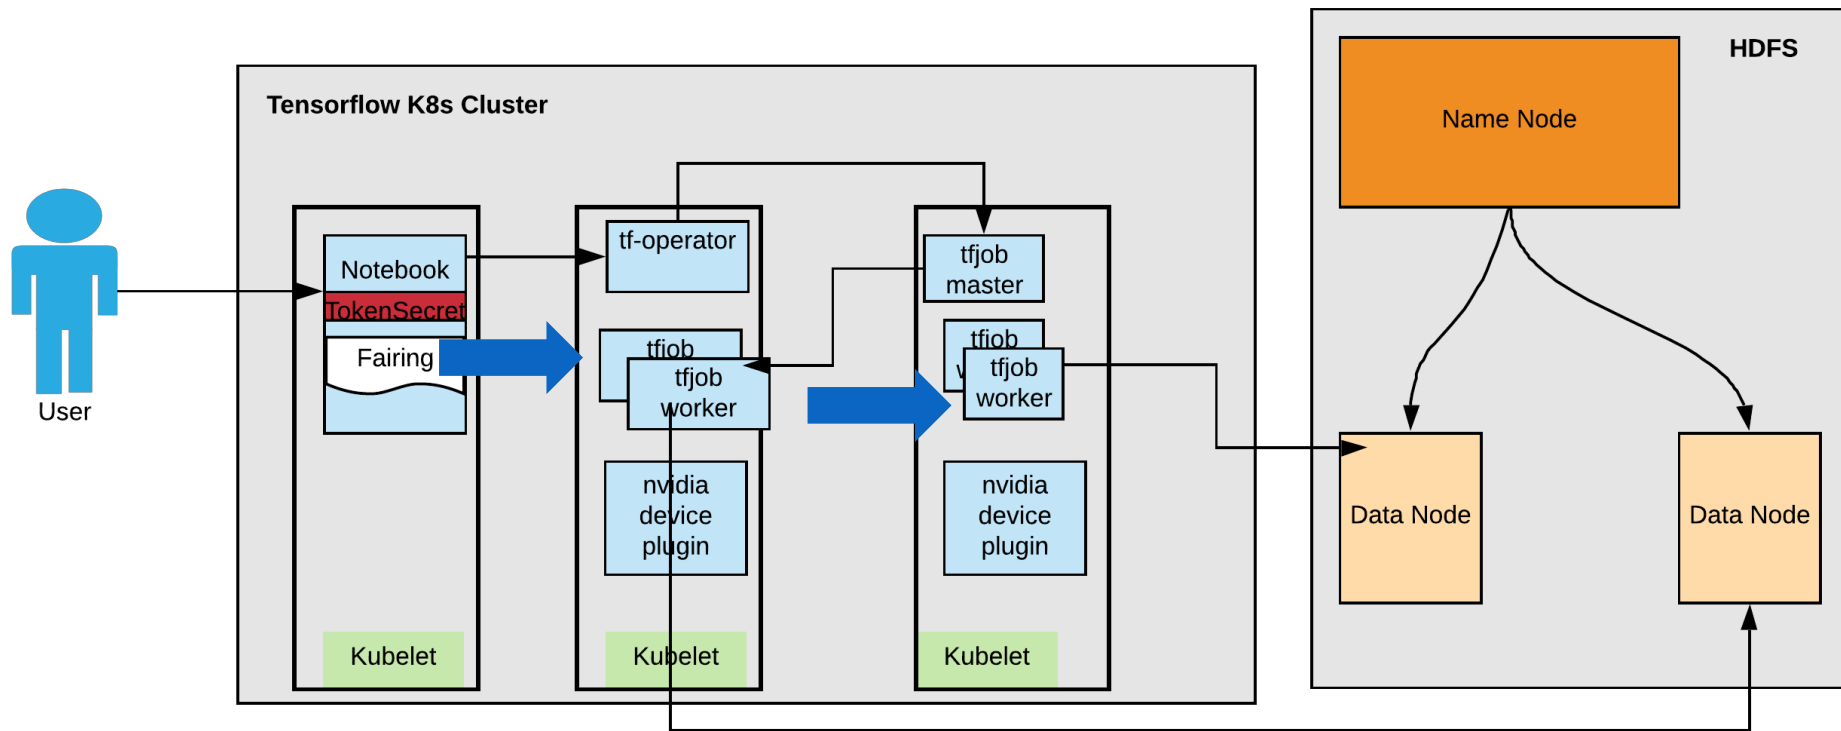 HDFS
Name Node
Tensorflow K8s Cluster
User
Notebook
TokenSecret
Fairing
Kubelet
tf-operator
tfjob
tfjob
worker
nvidia
device
plugin
Kubelet
tfjob
master
tfjob
tfjob
worker
nvidia
device
plugin
Kubelet
Data Node
Data Node